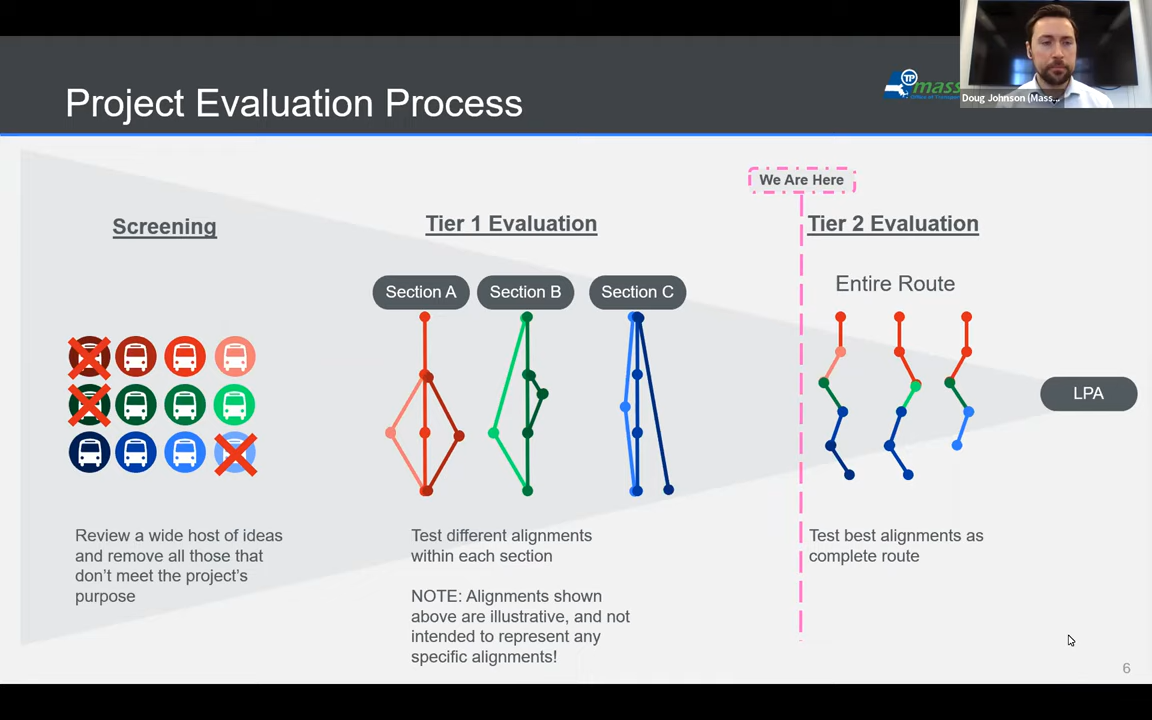 Doug Johnson (Mass...
Project Evaluation Process
TP
mass
We Are Here
Screening
Tier 1 Evaluation
Tier 2 Evaluation
Section A
Section B
Section C
Entire Route
LPA
Review a wide host of ideas
and remove all those that
don’t meet the project’s
purpose
Test different alignments
within each section
NOTE: Alignments shown
above are illustrative, and not
intended to represent any
specific alignments!
Test best alignments as
complete route
6